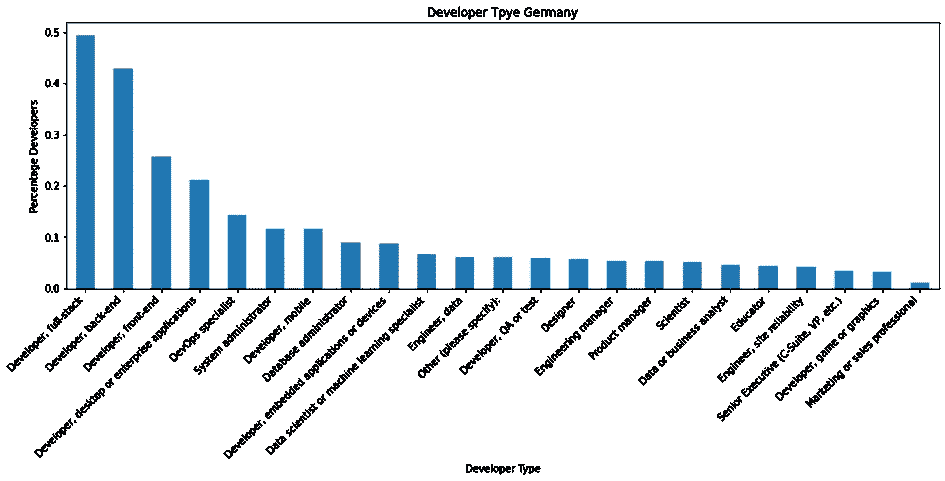 Developer Tpye Germany
Percentage Developers
0.5
0.4
0.3
0.2
0.1
0.0
Developer, full-stack
Developer, back-end
Developer, front-end
Developer, desktop or enterprise applications
DevOps specialist
System administrator
Developer, mobile
Database administrator
Developer, embedded applications or devices
Data scientist or machine learning specialist
Engineer, data
Other (please specify):
Developer, QA or test
Designer
Engineering manager
Product manager
Scientist
Data or business analyst
Educator
Engineer, site reliability
Senior Executive (C-Suite, VP, etc.)
Developer, game or graphics
Marketing or sales professional
Developer Type